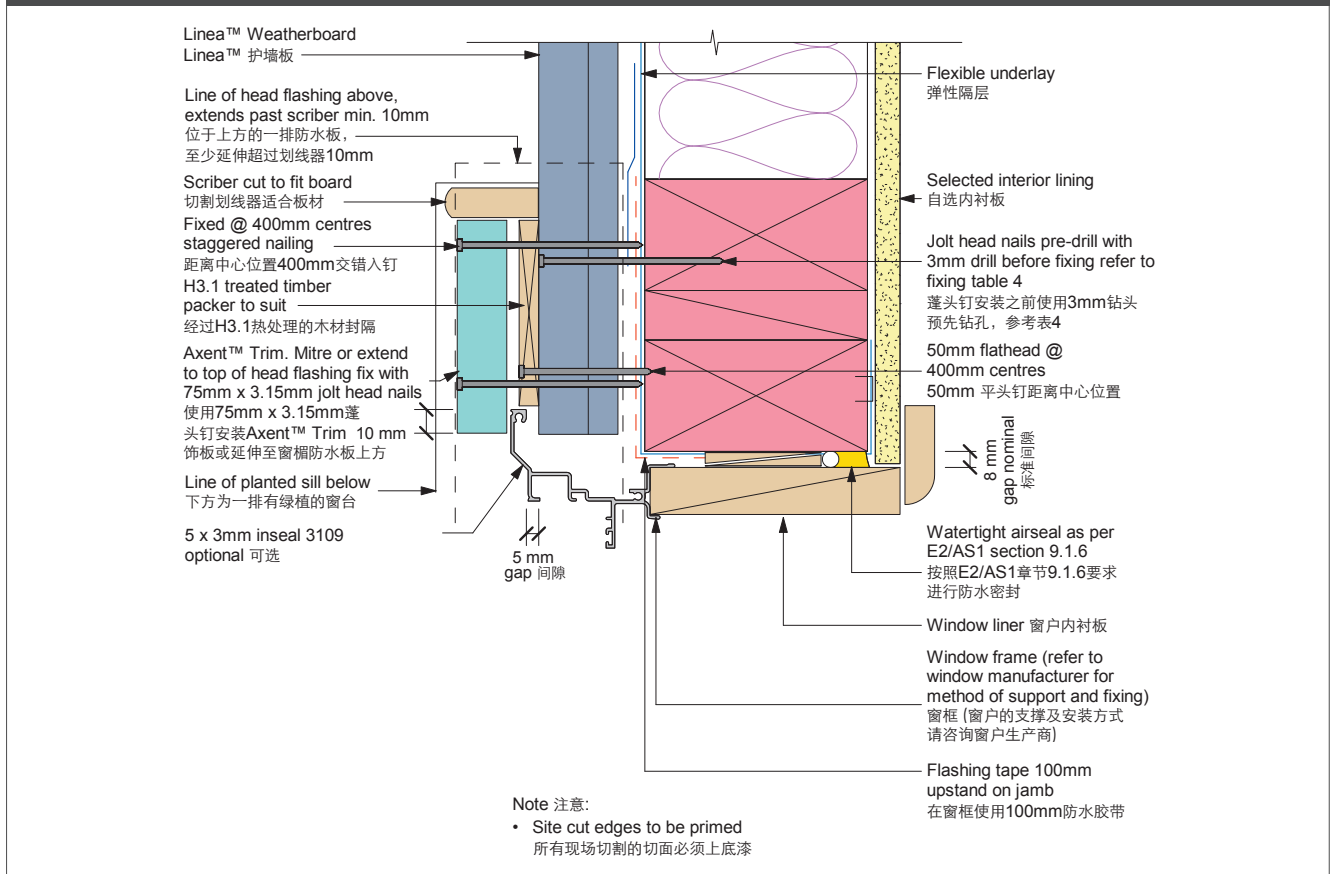 Linea™ Weatherboard
Linea™ 护墙板
Line of head flashing above,
extends past scriber min. 10mm
位于上方的一排防水板，
至少延伸超过划线器10mm
Scriber cut to fit board
切割划线器适合板材
Fixed @ 400mm centres
staggered nailing
距离中心位置400mm交错入钉
H3.1 treated timber
packer to suit
经过H3.1热处理的木材封隔
Axent™ Trim. Mitre or extend
to top of head flashing fix with
75mm x 3.15mm jolt head nails
使用75mm x 3.15mm蓬
头钉安装Axent™ Trim
饰板或延伸至窗楣防水板上方
10 mm
Line of planted sill below
下方为一排有绿植的窗台
5 x 3mm inseal 3109
optional 可选
5 mm
gap 间隙
Flexible underlay
弹性隔层
Selected interior lining
自选内衬板
Jolt head nails pre-drill with
3mm drill before fixing refer to
fixing table 4
蓬头钉安装之前使用3mm钻头
预先钻孔，参考表4
50mm flathead @
400mm centres
50mm 平头钉距离中心位置
8 mm
gap nominal
标准间隙
Watertight airseal as per
E2/AS1 section 9.1.6
按照E2/AS1章节9.1.6要求
进行防水密封
Window liner 窗户内衬板
Window frame (refer to
window manufacturer for
method of support and fixing)
窗框 (窗户的支撑及安装方式
请咨询窗户生产商)
Flashing tape 100mm
upstand on jamb
在窗框使用100mm防水胶带
Note 注意:
• Site cut edges to be primed
所有现场切割的切面必须上底漆